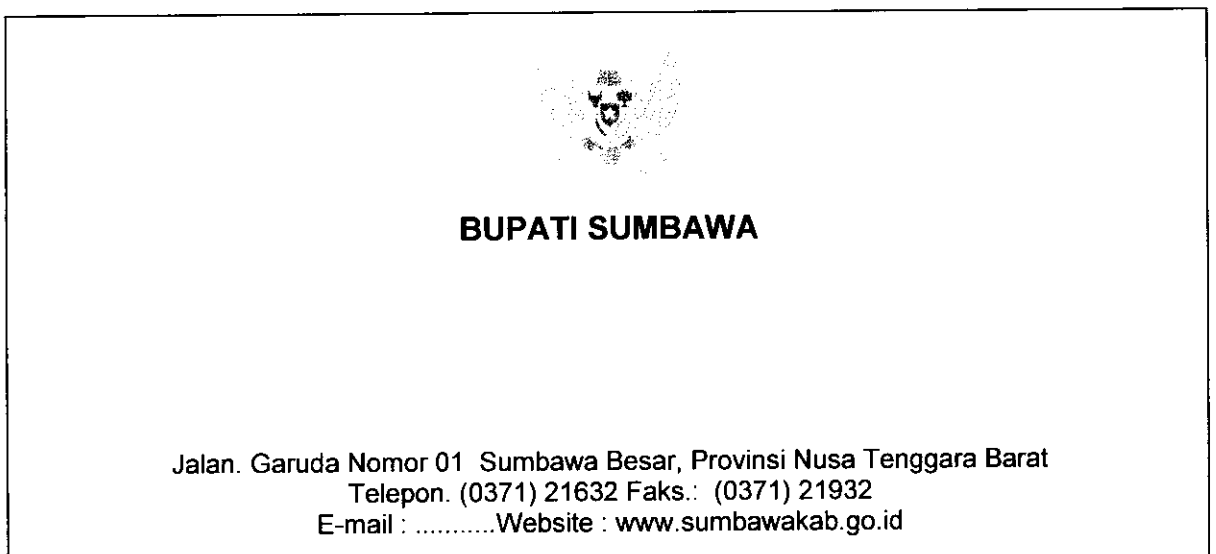 BUPATI SUMBAWA
Jalan. Garuda Nomor 01 Sumbawa Besar, Provinsi Nusa Tenggara Barat
Telepon. (0371) 21632 Faks.: (0371) 21932
E-mail : ...........Website : www.sumbawakab.go.id